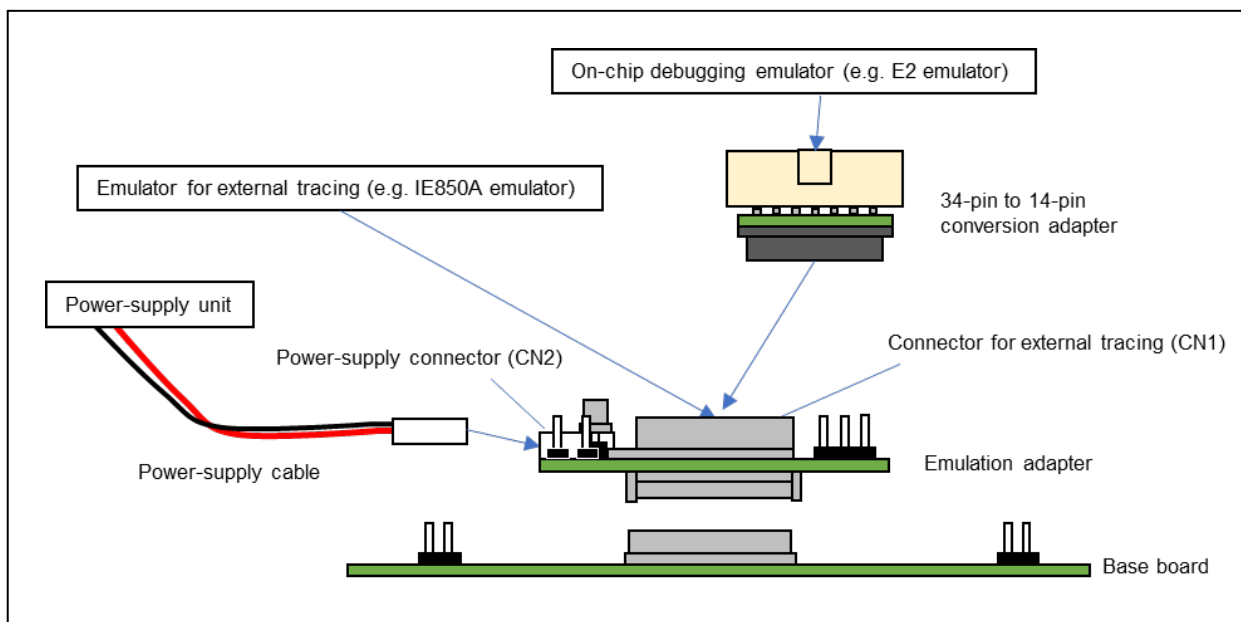 On-chip debugging emulator (e.g. E2 emulator)
Emulator for external tracing (e.g. IE850A emulator)
34-pin to 14-pin
conversion adapter
Power-supply unit
Power-supply connector (CN2)
Connector for external tracing (CN1)
Power-supply cable
Emulation adapter
Base board